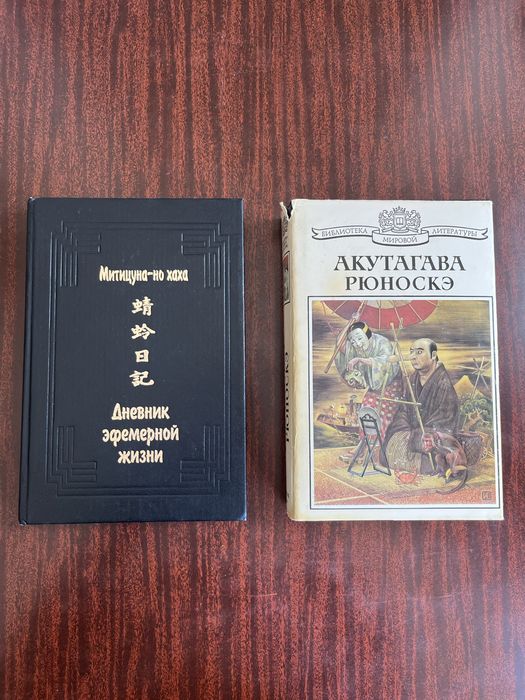 Митицуна-но хаха
蜻
蛉
日
記
Дневник
эфемерной
жизни
БИБЛИОТЕКА
МИРОВОЙ
ЛИТЕРАТУРЫ
АКУТАГАВА
РЮНОСКЭ
РЮНОСКЭ